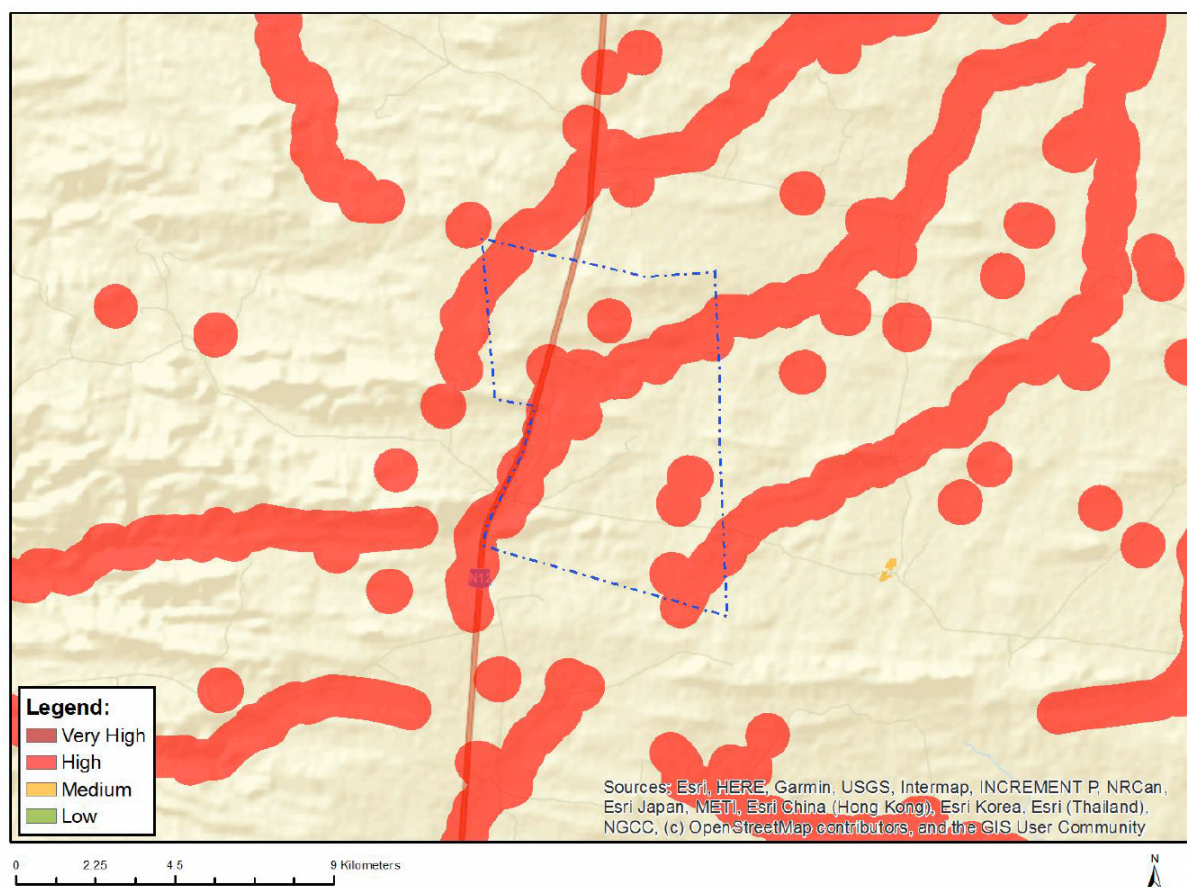 N12
Legend:
Very High
High
Medium
Low
Sources: Esri, HERE, Garmin, USGS, Intermap, INCREMENT P, NRCan,
Esri Japan, METI, Esri China (Hong Kong), Esri Korea, Esri (Thailand),
NGCC, (c) OpenStreetMap contributors, and the GIS User Community
0 2.25 4.5 9 Kilometers
N